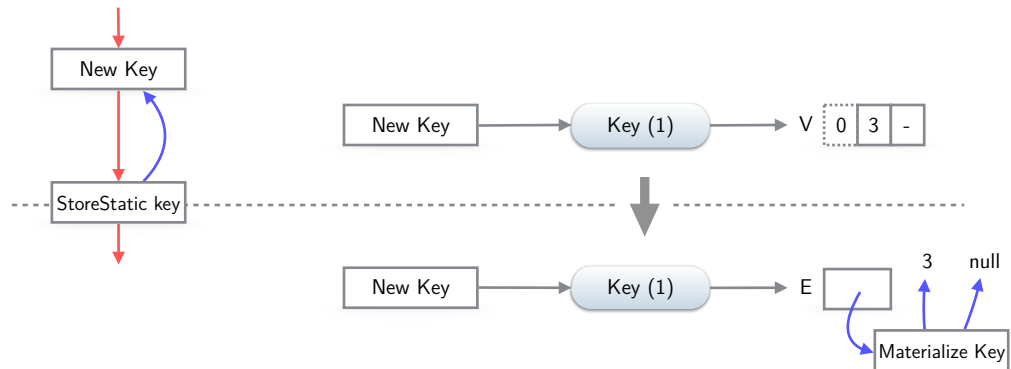 New Key
StoreStatic key
New Key
Key (1)
V
0
3
-
New Key
Key (1)
E
3
null
Materialize Key